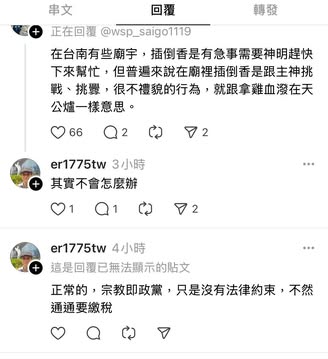 串文 回覆 轉發
正在回覆 @wsp_saigo1119
在台南有些廟宇，插倒香是有急事需要神明趕快
下來幫忙，但普遍來說在廟裡插倒香是跟主神挑
戰、挑釁，很不禮貌的行為，就跟拿雞血潑在天
公爐一樣意思。
66 2 2
er1775tw 3小時
其實不會怎麼辦
1 1 2
er1775tw 4小時
這是回覆已無法顯示的貼文
正常的，宗教即政黨，只是沒有法律約束，不然
通通要繳稅